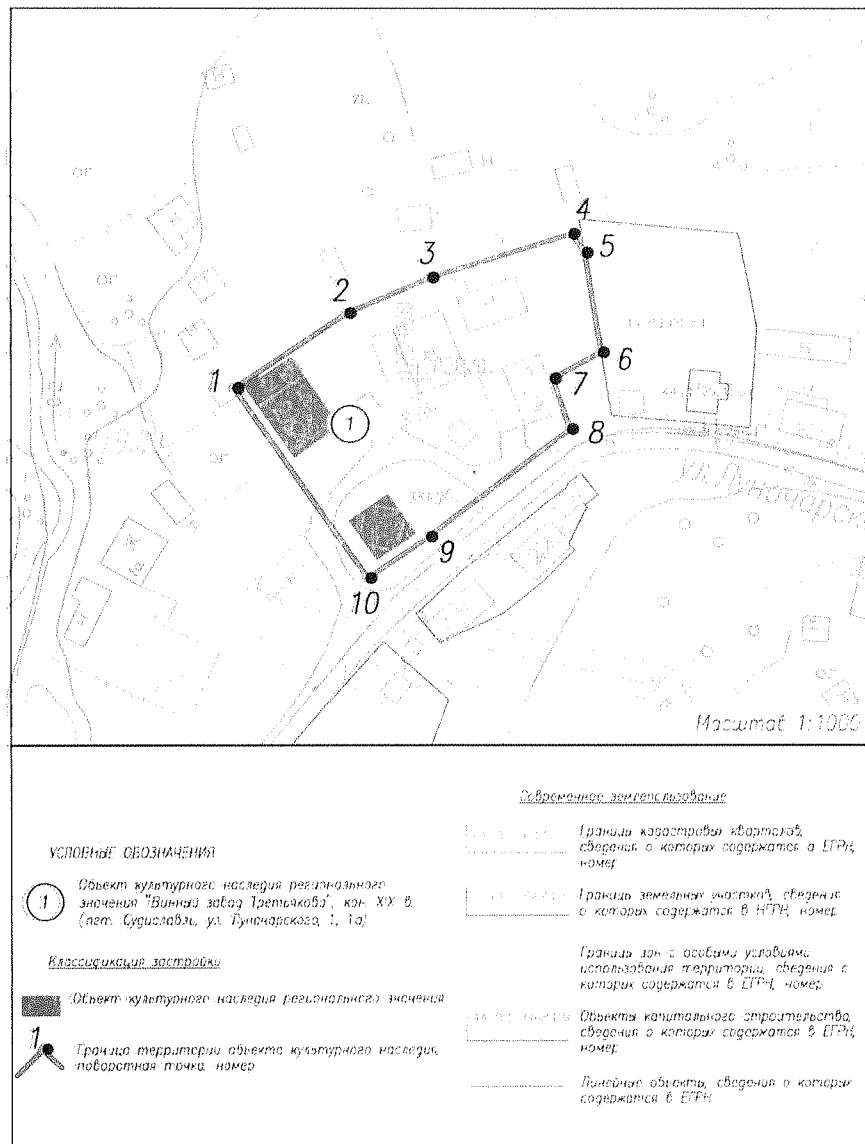 4
5
3
2
6
1
7
1
8
9
10
ул. Луначарск
Масштаб 1:1000
УСЛОВНЫЕ ОБОЗНАЧЕНИЯ
1
Объект культурного наследия регионального
значения "Винный завод Третьякова", кон. XIX в.
(пгт. Судиславль, ул. Луначарского, 1, 1а)
Классификация застройки
Объект культурного наследия регионального значения
1
Граница территории объекта культурного наследия,
поворотная точка, номер
Современное землепользование
Границы кадастровых кварталов,
сведения о которых содержатся в ЕГРН,
номер
Границы земельных участков, сведения
о которых содержатся в ЕГРН, номер
Границы зон с особыми условиями
использования территории, сведения о
которых содержатся в ЕГРН, номер
Объекты капитального строительства,
сведения о которых содержатся в ЕГРН,
номер
Линейные объекты, сведения о которых
содержатся в ЕГРН